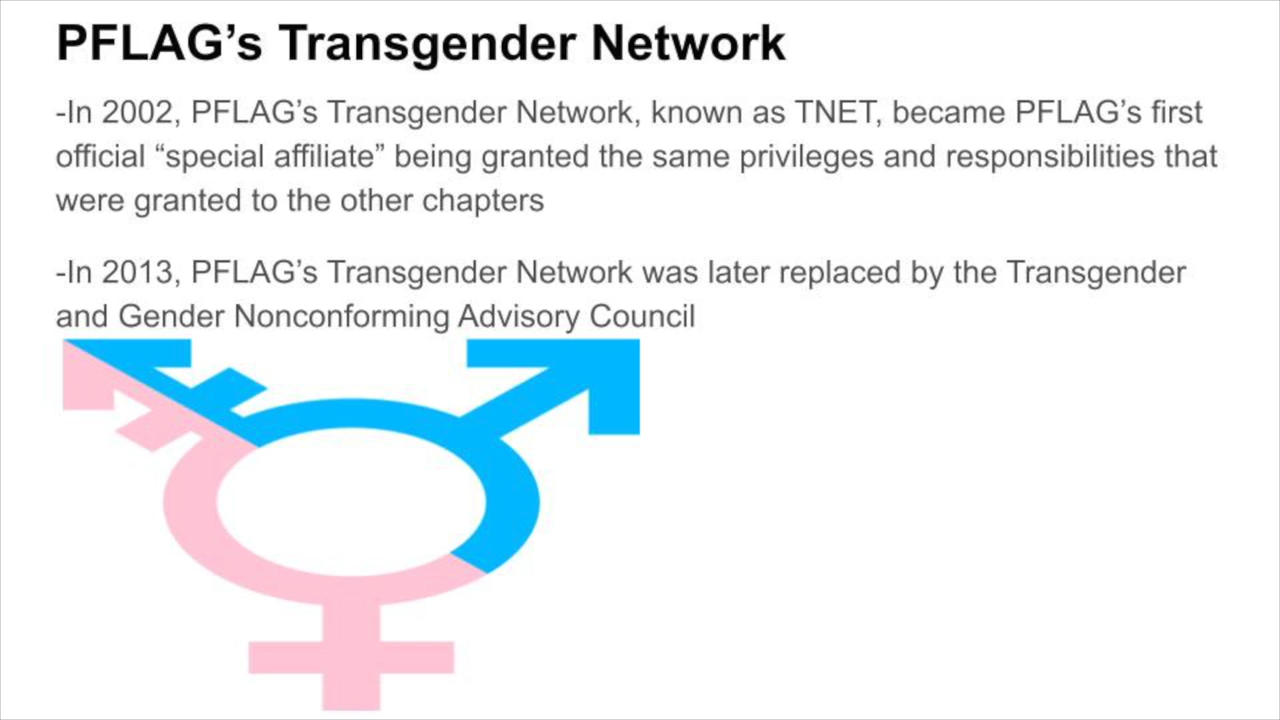 PFLAG’s Transgender Network
-In 2002, PFLAG’s Transgender Network, known as TNET, became PFLAG’s first
official “special affiliate” being granted the same privileges and responsibilities that
were granted to the other chapters
-In 2013, PFLAG’s Transgender Network was later replaced by the Transgender
and Gender Nonconforming Advisory Council